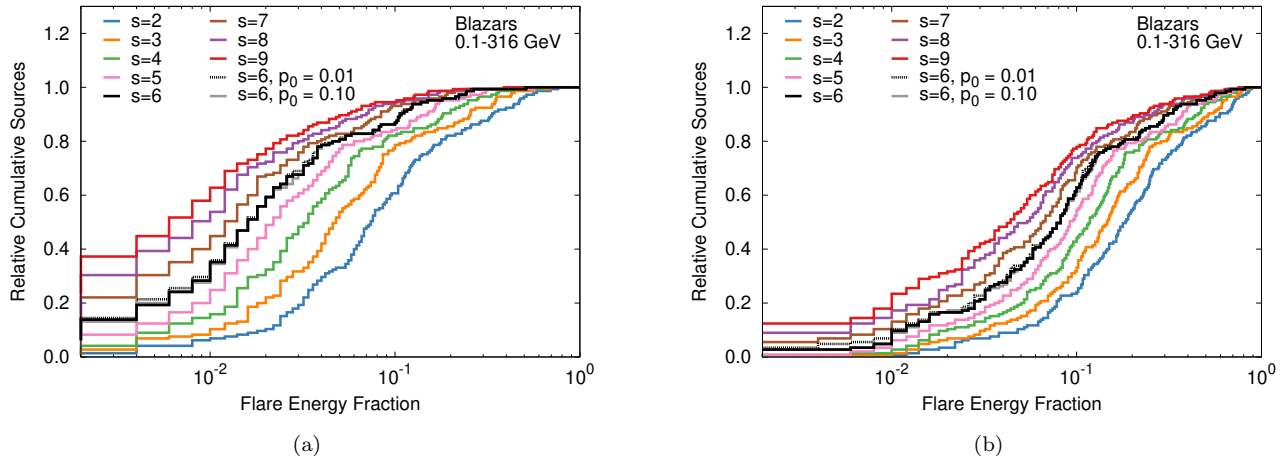 1.2
1.0
0.8
0.6
0.4
0.2
0.0
Relative Cumulative Sources
s=2
s=3
s=4
s=5
s=6
s=7
s=8
s=9
s=6, p0 = 0.01
s=6, p0 = 0.10
Blazars
0.1-316 GeV
10-2
10-1
100
Flare Energy Fraction
(a)
1.2
1.0
0.8
0.6
0.4
0.2
0.0
Relative Cumulative Sources
s=2
s=3
s=4
s=5
s=6
s=7
s=8
s=9
s=6, p0 = 0.01
s=6, p0 = 0.10
Blazars
0.1-316 GeV
10-2
10-1
100
Flare Energy Fraction
(b)